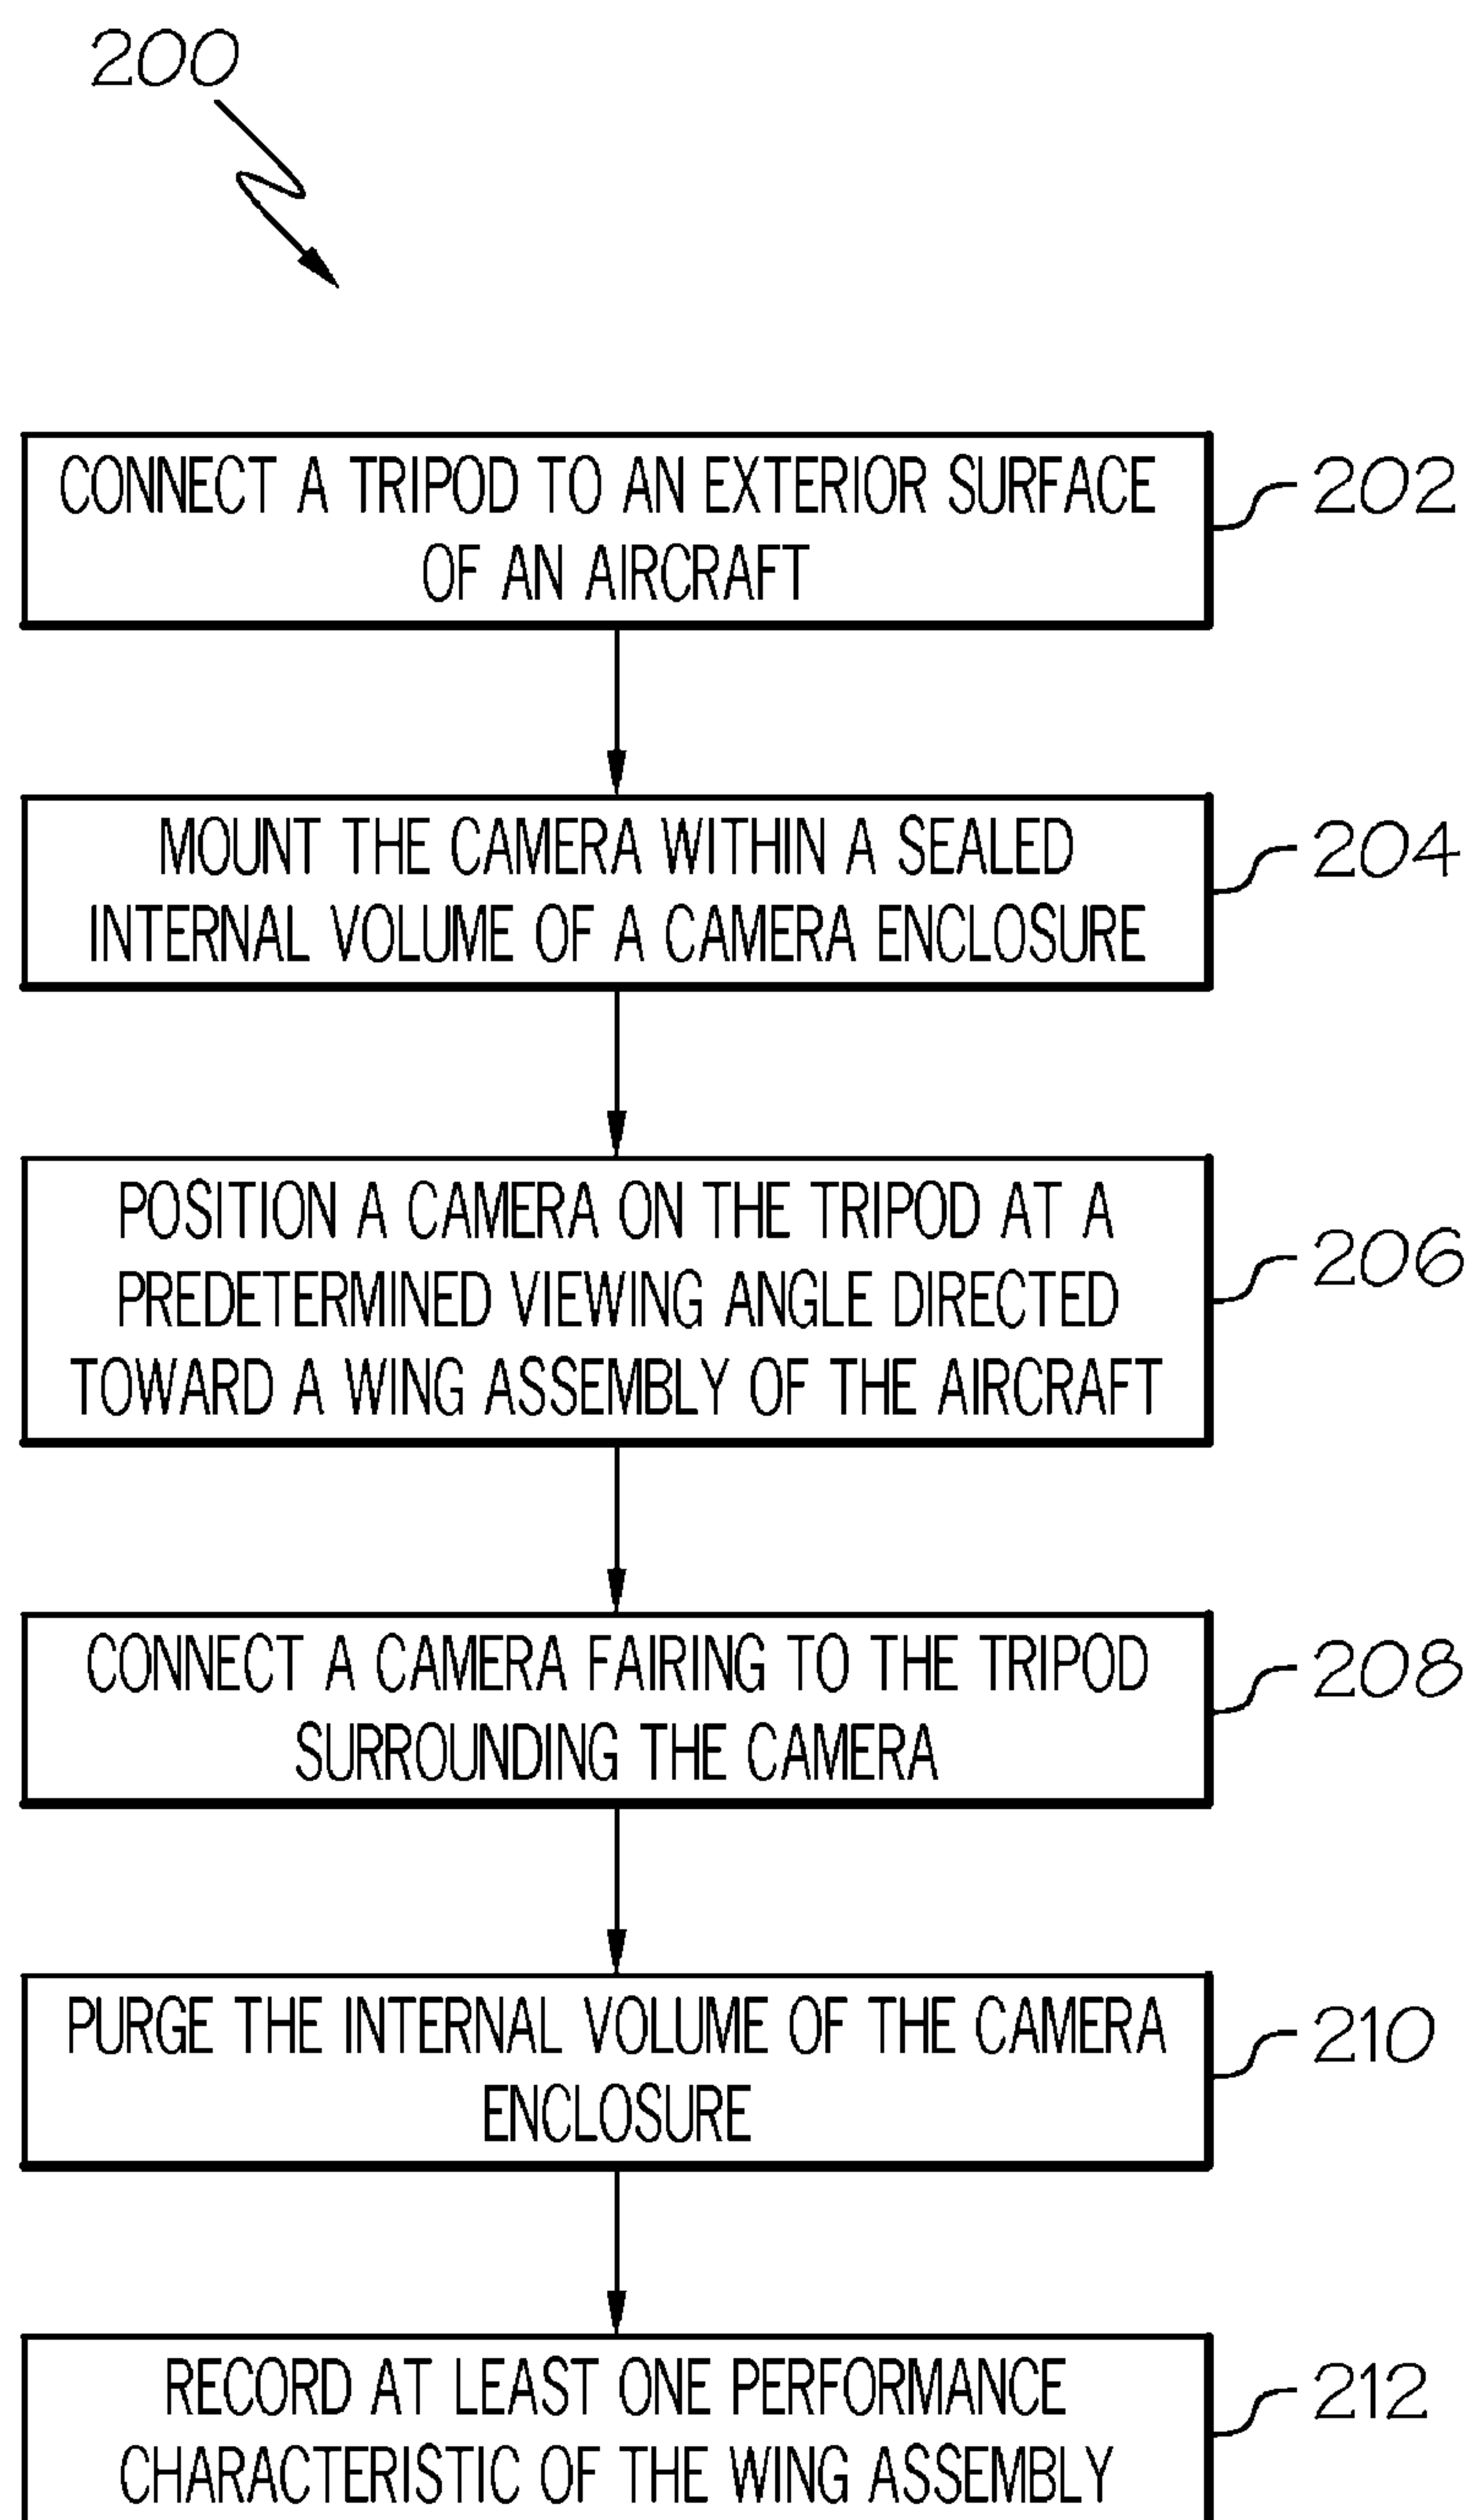 200
CONNECT A TRIPOD TO AN EXTERIOR SURFACE
OF AN AIRCRAFT
202
MOUNT THE CAMERA WITHIN A SEALED
INTERNAL VOLUME OF A CAMERA ENCLOSURE
204
POSITION A CAMERA ON THE TRIPOD AT A
PREDETERMINED VIEWING ANGLE DIRECTED
TOWARD A WING ASSEMBLY OF THE AIRCRAFT
206
CONNECT A CAMERA FAIRING TO THE TRIPOD
SURROUNDING THE CAMERA
208
PURGE THE INTERNAL VOLUME OF THE CAMERA
ENCLOSURE
210
RECORD AT LEAST ONE PERFORMANCE
CHARACTERISTIC OF THE WING ASSEMBLY
212